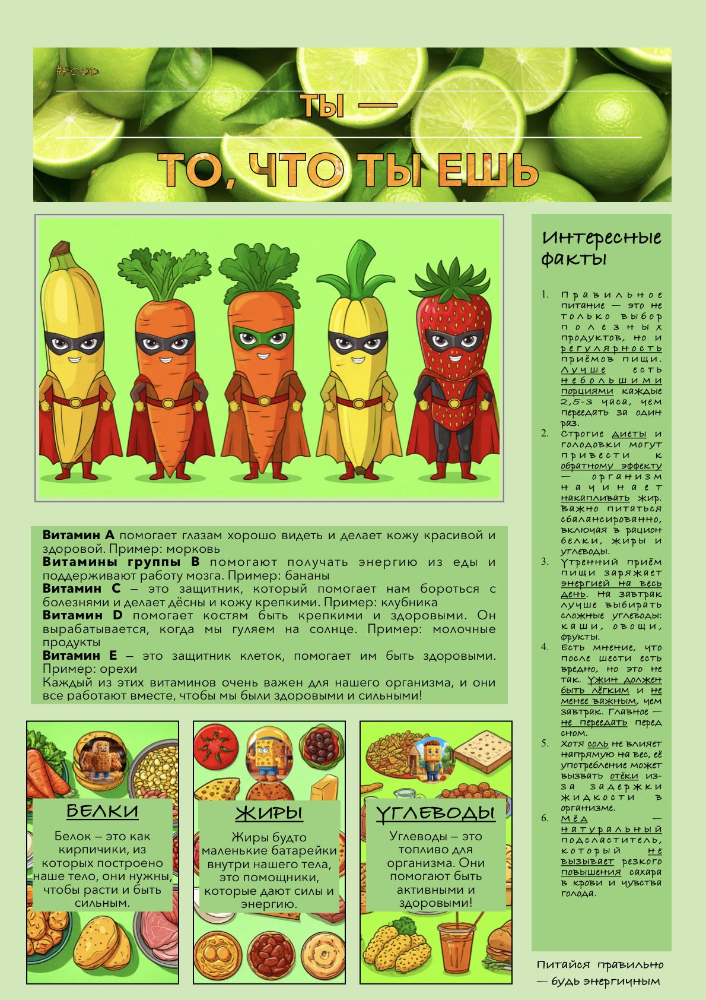 #FOOD
ТЫ —
ТО, ЧТО ТЫ ЕШЬ
Витамин A помогает глазам хорошо видеть и делает кожу красивой и
здоровой. Пример: морковь
Витамины группы B помогают получать энергию из еды и
поддерживают работу мозга. Пример: бананы
Витамин C – это защитник, который помогает нам бороться с
болезнями и делает дёсны и кожу крепкими. Пример: клубника
Витамин D помогает костям быть крепкими и здоровыми. Он
вырабатывается, когда мы гуляем на солнце. Пример: молочные
продукты
Витамин E – это защитник клеток, помогает им быть здоровыми.
Пример: орехи
Каждый из этих витаминов очень важен для нашего организма, и они
все работают вместе, чтобы мы были здоровыми и сильными!
БЕЛКИ
Белок – это как
кирпичики, из
которых построено
наше тело, они нужны,
чтобы расти и быть
сильным.
ЖИРЫ
Жиры будто
маленькие батарейки
внутри нашего тела,
это помощники,
которые дают силы и
энергию.
УГЛЕВОДЫ
Углеводы – это
топливо для
организма. Они
помогают быть
активными и
здоровыми!
Интересные
факты
1. Правильное
питание — это не
только выбор
полезных
продуктов, но и
регулярность
приёмов пищи.
Лучше есть
небольшими
порциями каждые
2,5-3 часа, чем
переедать за один
раз.
2. Строгие диеты и
голодовки могут
привести к
обратному эффекту
— организм
начинает
накапливать жир.
Важно питаться
сбалансированно,
включая в рацион
белки, жиры и
углеводы.
3. Утренний приём
пищи заряжает
энергией на весь
день. На завтрак
лучше выбирать
сложные углеводы:
каши, овощи,
фрукты.
4. Есть мнение, что
после шести есть
вредно, но это не
так. Ужин должен
быть лёгким и не
менее важным, чем
завтрак. Главное —
не переедать перед
сном.
5. Хотя соль не влияет
напрямую на вес, её
употребление может
вызвать отёки из-
за задержки
жидкости в
организме.
6. Мёд —
натуральный
подсластитель,
который не
вызывает резкого
повышения сахара
в крови и чувства
голода.
Питайся правильно
— будь энергичным